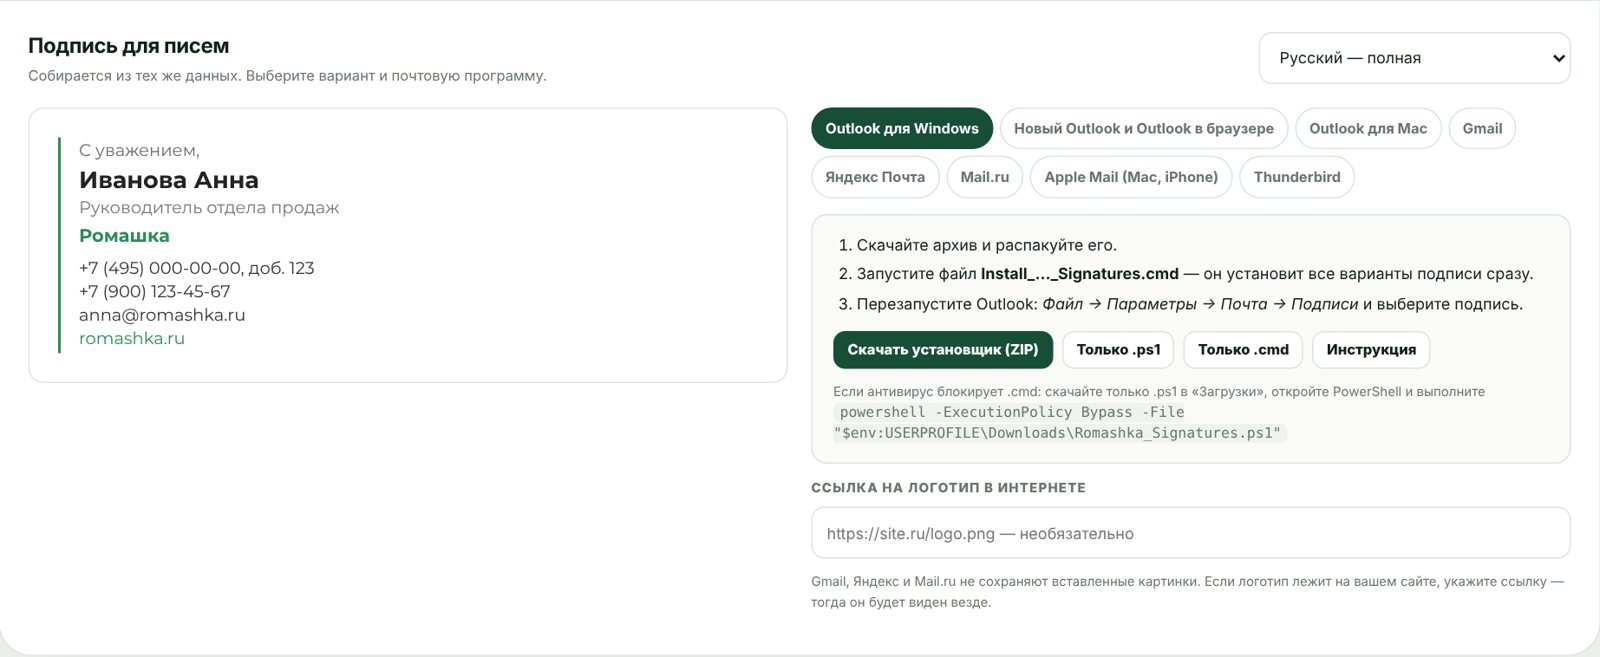 Подпись для писем
Собирается из тех же данных. Выберите вариант и почтовую программу.
Русский — полная
С уважением,
Иванова Анна
Руководитель отдела продаж
Ромашка
+7 (495) 000-00-00, доб. 123
+7 (900) 123-45-67
anna@romashka.ru
romashka.ru
Outlook для Windows
Новый Outlook и Outlook в браузере
Outlook для Mac
Gmail
Яндекс Почта
Mail.ru
Apple Mail (Mac, iPhone)
Thunderbird
1. Скачайте архив и распакуйте его.
2. Запустите файл Install_..._Signatures.cmd — он установит все варианты подписи сразу.
3. Перезапустите Outlook: Файл → Параметры → Почта → Подписи и выберите подпись.
Скачать установщик (ZIP)
Только .ps1
Только .cmd
Инструкция
Если антивирус блокирует .cmd: скачайте только .ps1 в «Загрузки», откройте PowerShell и выполните
powershell -ExecutionPolicy Bypass -File
"$env:USERPROFILE\Downloads\Romashka_Signatures.ps1"
ССЫЛКА НА ЛОГОТИП В ИНТЕРНЕТЕ
https://site.ru/logo.png — необязательно
Gmail, Яндекс и Mail.ru не сохраняют вставленные картинки. Если логотип лежит на вашем сайте, укажите ссылку —
тогда он будет виден везде.